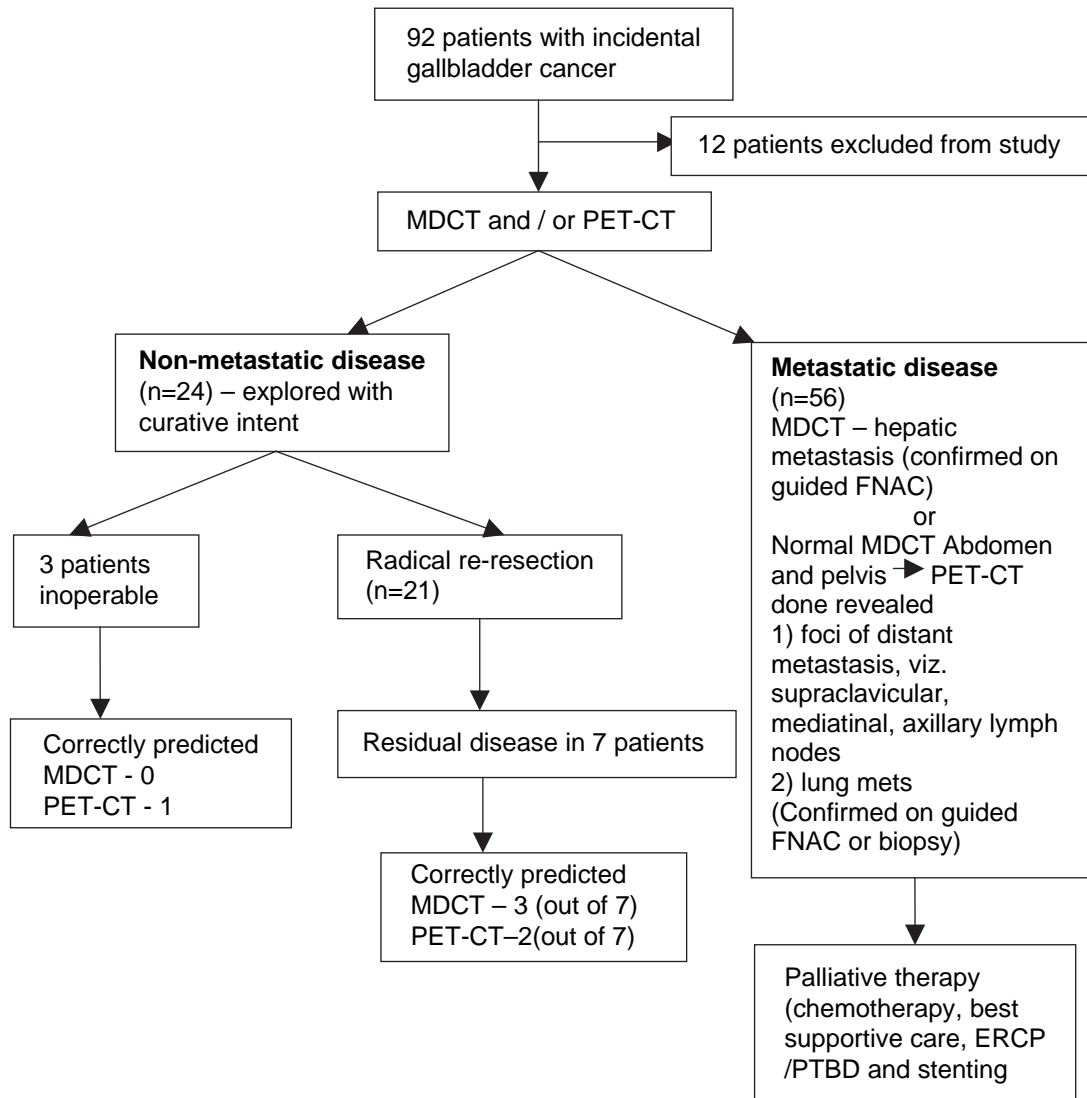 92 patients with incidental
gallbladder cancer
12 patients excluded from study
MDCT and / or PET-CT
Non-metastatic disease
(n=24) – explored with
curative intent
Metastatic disease
(n=56)
MDCT – hepatic
metastasis (confirmed on
guided FNAC)
or
Normal MDCT Abdomen
and pelvis PET-CT
done revealed
1) foci of distant
metastasis, viz.
supraclavicular,
mediatinal, axillary lymph
nodes
2) lung mets
(Confirmed on guided
FNAC or biopsy)
3 patients
inoperable
Radical re-resection
(n=21)
Correctly predicted
MDCT - 0
PET-CT - 1
Residual disease in 7 patients
Correctly predicted
MDCT – 3 (out of 7)
PET-CT–2(out of 7)
Palliative therapy
(chemotherapy, best
supportive care, ERCP
/PTBD and stenting